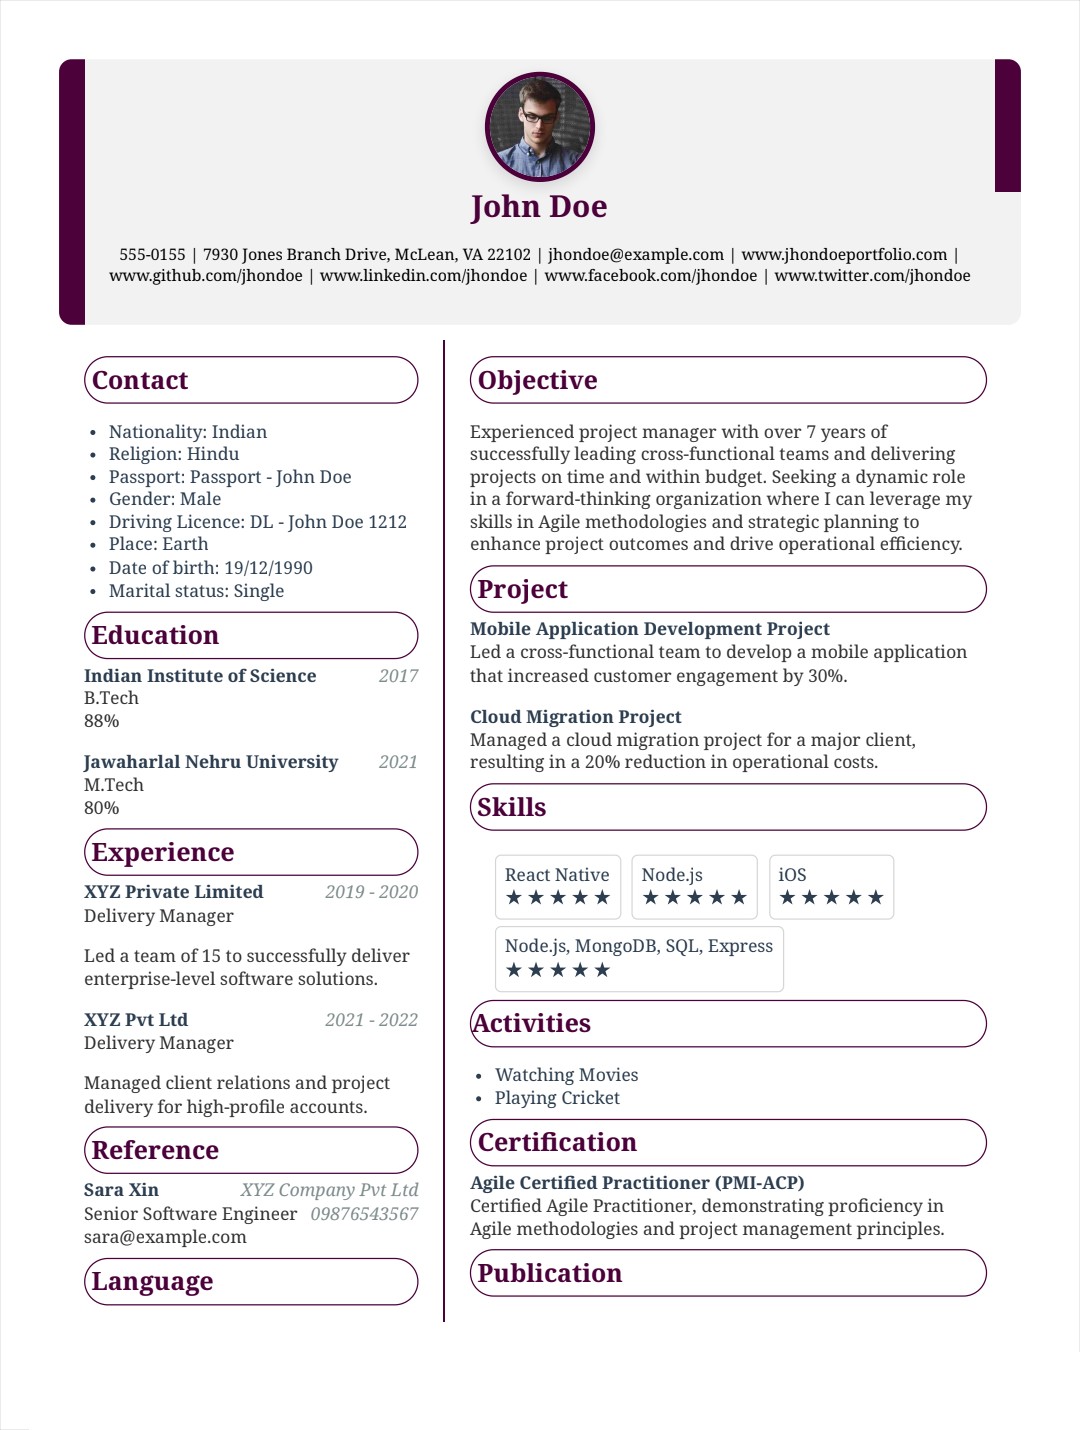 John Doe
555-0155 | 7930 Jones Branch Drive, McLean, VA 22102 | jhondoe@example.com | www.jhondoeportfolio.com |
www.github.com/jhondoe | www.linkedin.com/jhondoe | www.facebook.com/jhondoe | www.twitter.com/jhondoe
Contact
• Nationality: Indian
• Religion: Hindu
• Passport: Passport - John Doe
• Gender: Male
• Driving Licence: DL - John Doe 1212
• Place: Earth
• Date of birth: 19/12/1990
• Marital status: Single
Education
Indian Institute of Science 2017
B.Tech
88%
Jawaharlal Nehru University 2021
M.Tech
80%
Experience
XYZ Private Limited 2019 - 2020
Delivery Manager
Led a team of 15 to successfully deliver
enterprise-level software solutions.
XYZ Pvt Ltd 2021 - 2022
Delivery Manager
Managed client relations and project
delivery for high-profile accounts.
Reference
Sara Xin XYZ Company Pvt Ltd
Senior Software Engineer 09876543567
sara@example.com
Language
Objective
Experienced project manager with over 7 years of
successfully leading cross-functional teams and delivering
projects on time and within budget. Seeking a dynamic role
in a forward-thinking organization where I can leverage my
skills in Agile methodologies and strategic planning to
enhance project outcomes and drive operational efficiency.
Project
Mobile Application Development Project
Led a cross-functional team to develop a mobile application
that increased customer engagement by 30%.
Cloud Migration Project
Managed a cloud migration project for a major client,
resulting in a 20% reduction in operational costs.
Skills
React Native Node.js iOS
★★★★★ ★★★★★ ★★★★★
Node.js, MongoDB, SQL, Express
★★★★★
Activities
• Watching Movies
• Playing Cricket
Certification
Agile Certified Practitioner (PMI-ACP)
Certified Agile Practitioner, demonstrating proficiency in
Agile methodologies and project management principles.
Publication